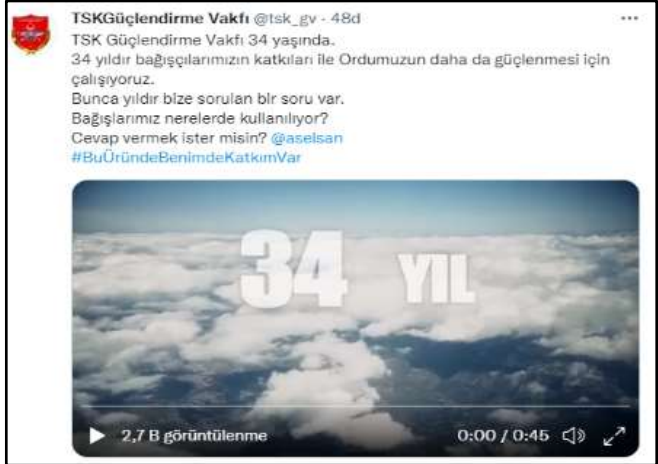 TSKGüçlendirme Vakfı @tsk_gv · 48d
TSK Güçlendirme Vakfı 34 yaşında.
34 yıldır bağışçılarımızın katkıları ile Ordumuzun daha da güçlenmesi için
çalışıyoruz.
Bunca yıldır bize sorulan bir soru var.
Bağışlarımız nerelerde kullanılıyor?
Cevap vermek ister misin? @aselsan
#BuÜründeBenimdeKatkımVar
34 YIL
2,7 B görüntülenme 0:00 / 0:45